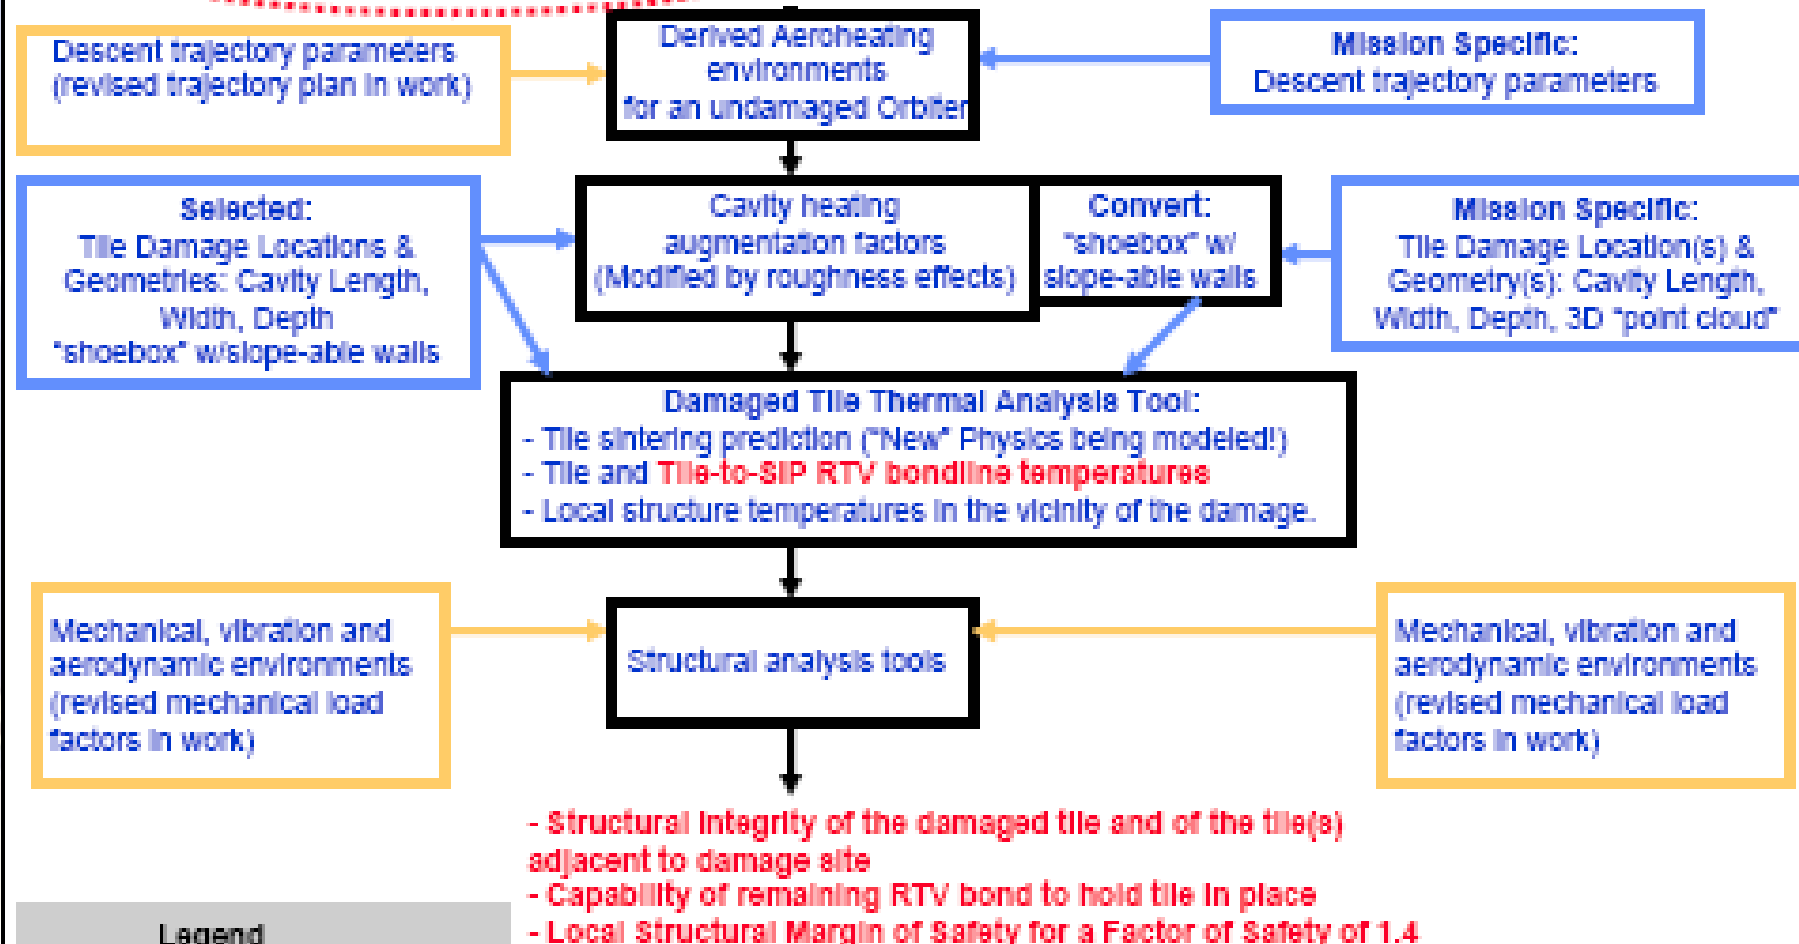 Descent trajectory parameters
(revised trajectory plan in work)
Derived Aeroheating
environments
for an undamaged Orbiter
Mission Specific:
Descent trajectory parameters
Selected:
Tile Damage Locations &
Geometries: Cavity Length,
Width, Depth
"shoebox" w/slope-able walls
Cavity heating
augmentation factors
(Modified by roughness effects)
Convert:
"shoebox" w/
slope-able walls
Mission Specific:
Tile Damage Location(s) &
Geometry(s): Cavity Length,
Width, Depth, 3D "point cloud"
Damaged Tile Thermal Analysis Tool:
- Tile sintering prediction ("New" Physics being modeled!)
- Tile and Tile-to-SIP RTV bondline temperatures
- Local structure temperatures in the vicinity of the damage.
Mechanical, vibration and
aerodynamic environments
(revised mechanical load
factors in work)
Structural analysis tools
Mechanical, vibration and
aerodynamic environments
(revised mechanical load
factors in work)
- Structural integrity of the damaged tile and of the tile(s)
adjacent to damage site
- Capability of remaining RTV bond to hold tile in place
- Local Structural Margin of Safety for a Factor of Safety of 1.4
Legend